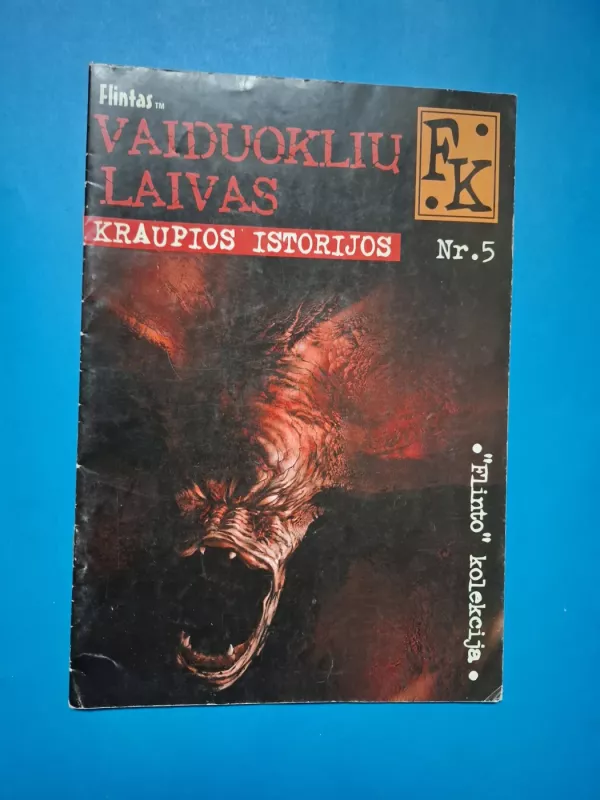 Flintas™
VAIDUOKLIŲ
LAIVAS
KRAUPIOS ISTORIJOS
F.K
Nr.5
• "Flinto" kolekcija •